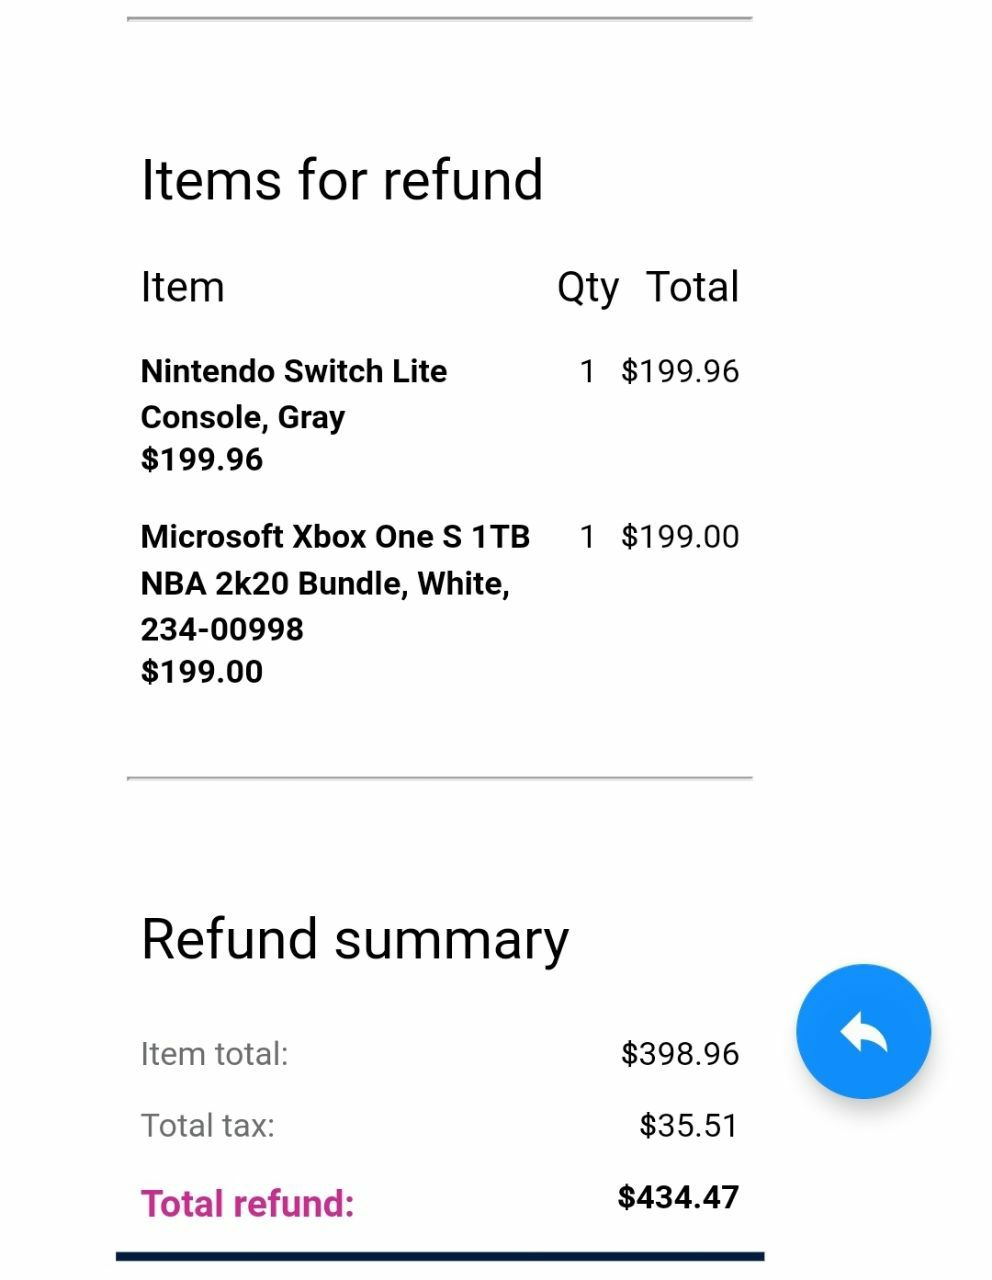 Items for refund
Item Qty Total
Nintendo Switch Lite 1 $199.96
Console, Gray
$199.96
Microsoft Xbox One S 1TB 1 $199.00
NBA 2k20 Bundle, White,
234-00998
$199.00
Refund summary
Item total: $398.96
Total tax: $35.51
Total refund: $434.47